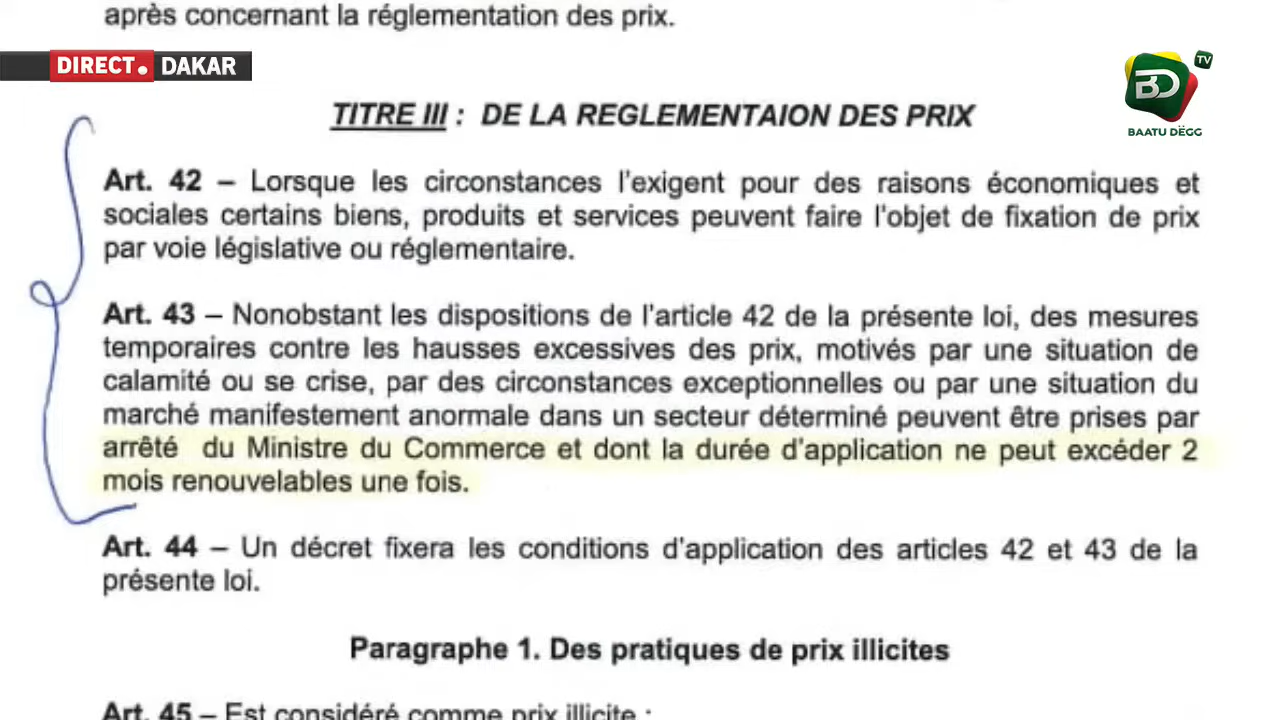 après concernant la réglementation des prix.
DIRECT. DAKAR
TV
BD
BAATU DËGG
TITRE III : DE LA REGLEMENTAION DES PRIX
Art. 42 – Lorsque les circonstances l'exigent pour des raisons économiques et
sociales certains biens, produits et services peuvent faire l'objet de fixation de prix
par voie législative ou réglementaire.
Art. 43 – Nonobstant les dispositions de l'article 42 de la présente loi, des mesures
temporaires contre les hausses excessives des prix, motivés par une situation de
calamité ou se crise, par des circonstances exceptionnelles ou par une situation du
marché manifestement anormale dans un secteur déterminé peuvent être prises par
arrêté du Ministre du Commerce et dont la durée d'application ne peut excéder 2
mois renouvelables une fois.
Art. 44 – Un décret fixera les conditions d'application des articles 42 et 43 de la
présente loi.
Paragraphe 1. Des pratiques de prix illicites
Art. 45 – Est considéré comme prix illicite :